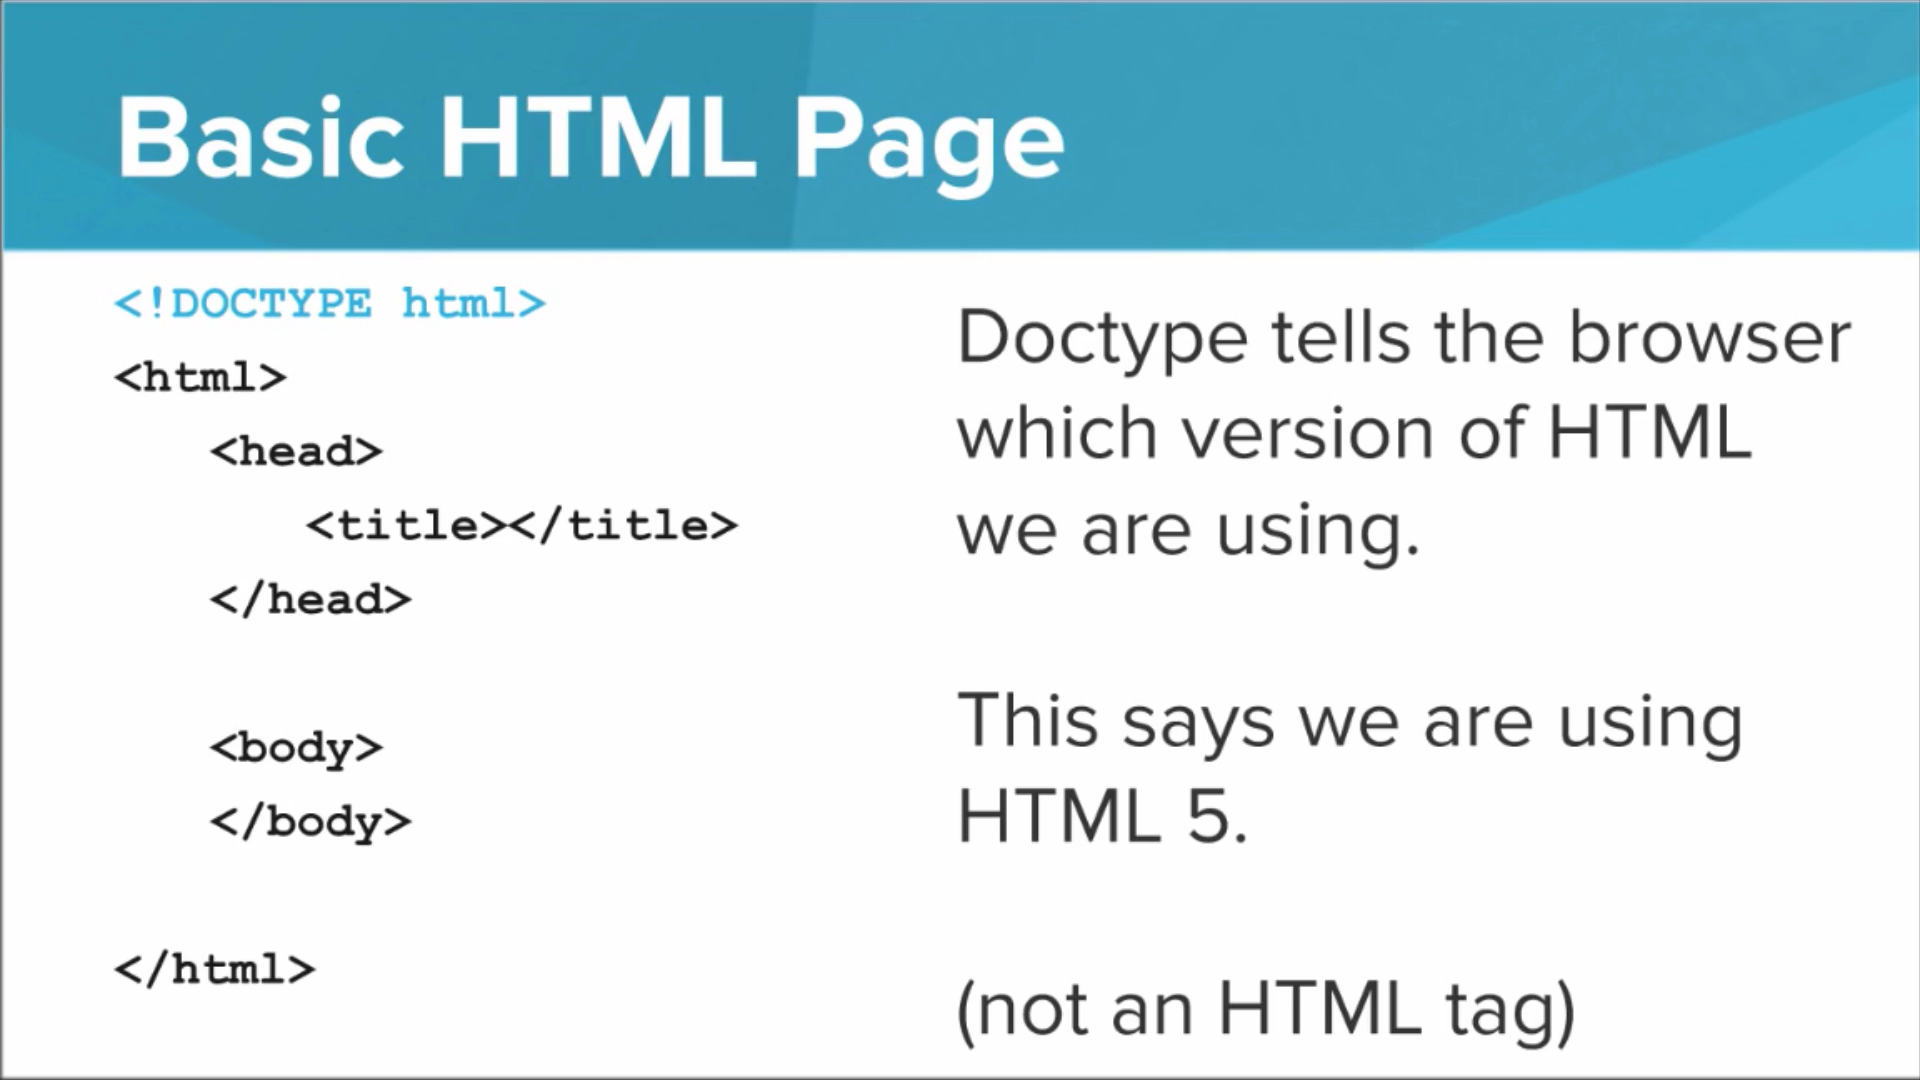 Basic HTML Page
<!DOCTYPE html>
<html>
<head>
<title></title>
</head>
<body>
</body>
</html>
Doctype tells the browser
which version of HTML
we are using.
This says we are using
HTML 5.
(not an HTML tag)